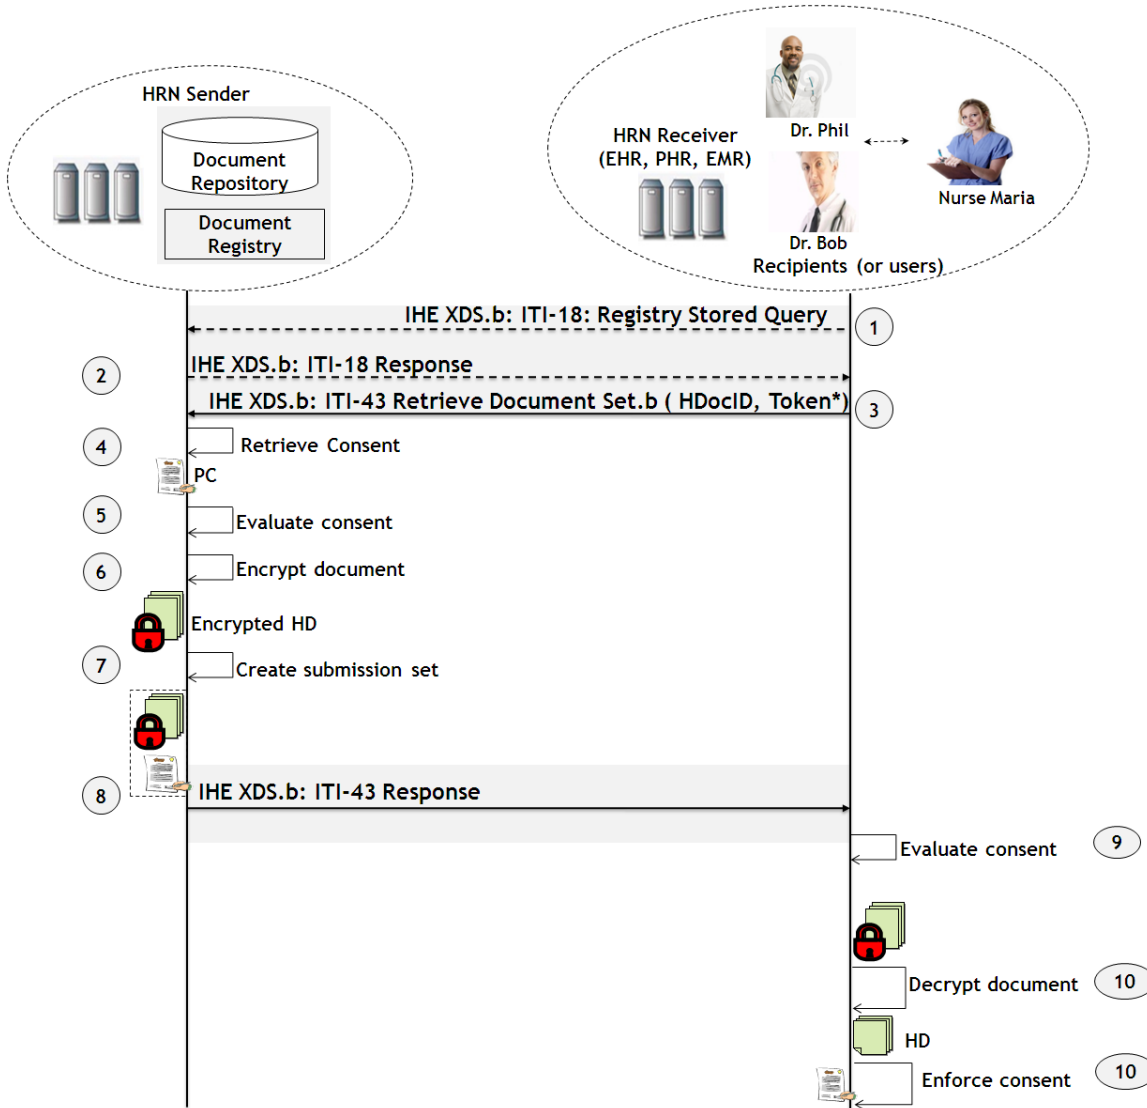 HRN Sender
Document
Repository
Document
Registry
HRN Receiver
(EHR, PHR, EMR)
Dr. Phil
Nurse Maria
Dr. Bob
Recipients (or users)
IHE XDS.b: ITI-18: Registry Stored Query
1
2
IHE XDS.b: ITI-18 Response
IHE XDS.b: ITI-43 Retrieve Document Set.b ( HDocID, Token*)
3
4
Retrieve Consent
PC
5
Evaluate consent
6
Encrypt document
Encrypted HD
7
Create submission set
8
IHE XDS.b: ITI-43 Response
Evaluate consent
9
Decrypt document
10
HD
Enforce consent
10